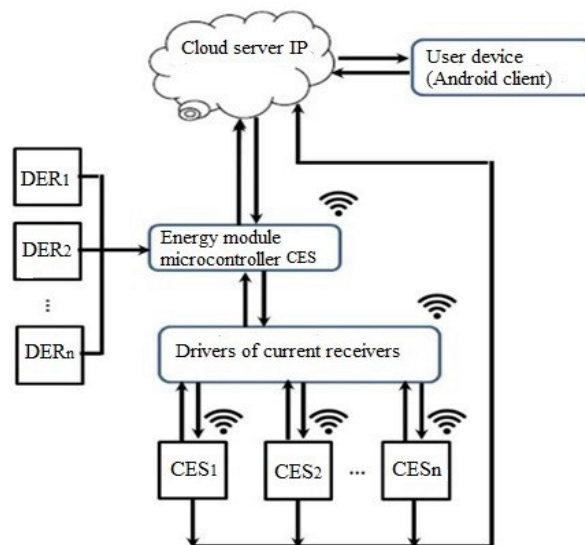 Cloud server IP
User device
(Android client)
DER1
DER2
...
DERn
Energy module
microcontroller CES
Drivers of current receivers
CES1
CES2
...
CESn